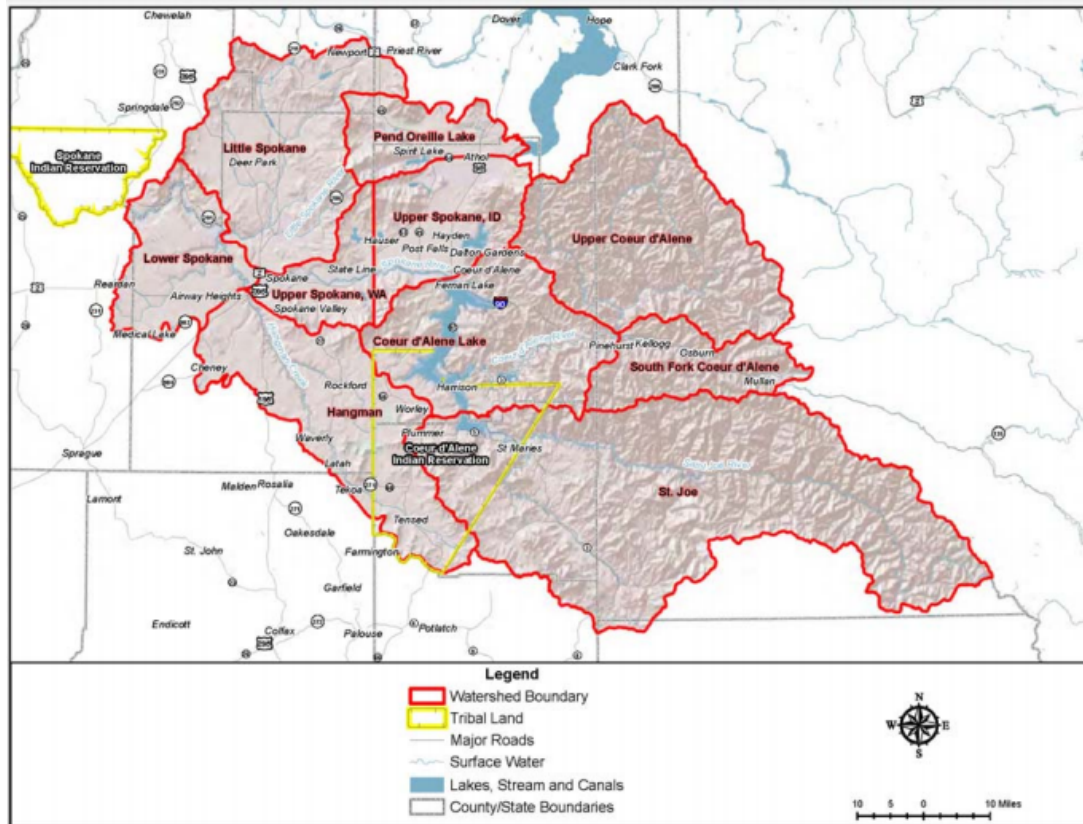 Chewelah
Dover
Hope
Newport
Priest River
Clark Fork
Springdale
Spokane
Indian Reservation
Little Spokane
Deer Park
Pend Oreille Lake
Spirit Lake
Athol
Upper Spokane, ID
Hauser
Hayden
Post Falls
Dalton Gardens
Upper Coeur d'Alene
Lower Spokane
State Line
Coeur d'Alene
Spokane
Fernan Lake
Reardan
Airway Heights
Upper Spokane, WA
Spokane Valley
90
Medical Lake
Coeur d'Alene Lake
Pinehurst
Kellogg
Osburn
Cheney
South Fork Coeur d'Alene
Mullan
Rockford
Harrison
Hangman
Worley
Waverly
Plummer
Coeur d'Alene
Indian Reservation
St Maries
Sprague
Latah
St. Joe
Lamont
Malden
Rosalia
Tekoa
Tensed
St. John
Oakesdale
Farmington
Garfield
Endicott
Colfax
Palouse
Potlatch
Legend
Watershed Boundary
Tribal Land
Major Roads
Surface Water
Lakes, Stream and Canals
County/State Boundaries
N
W
E
S
10 5 0 10 Miles